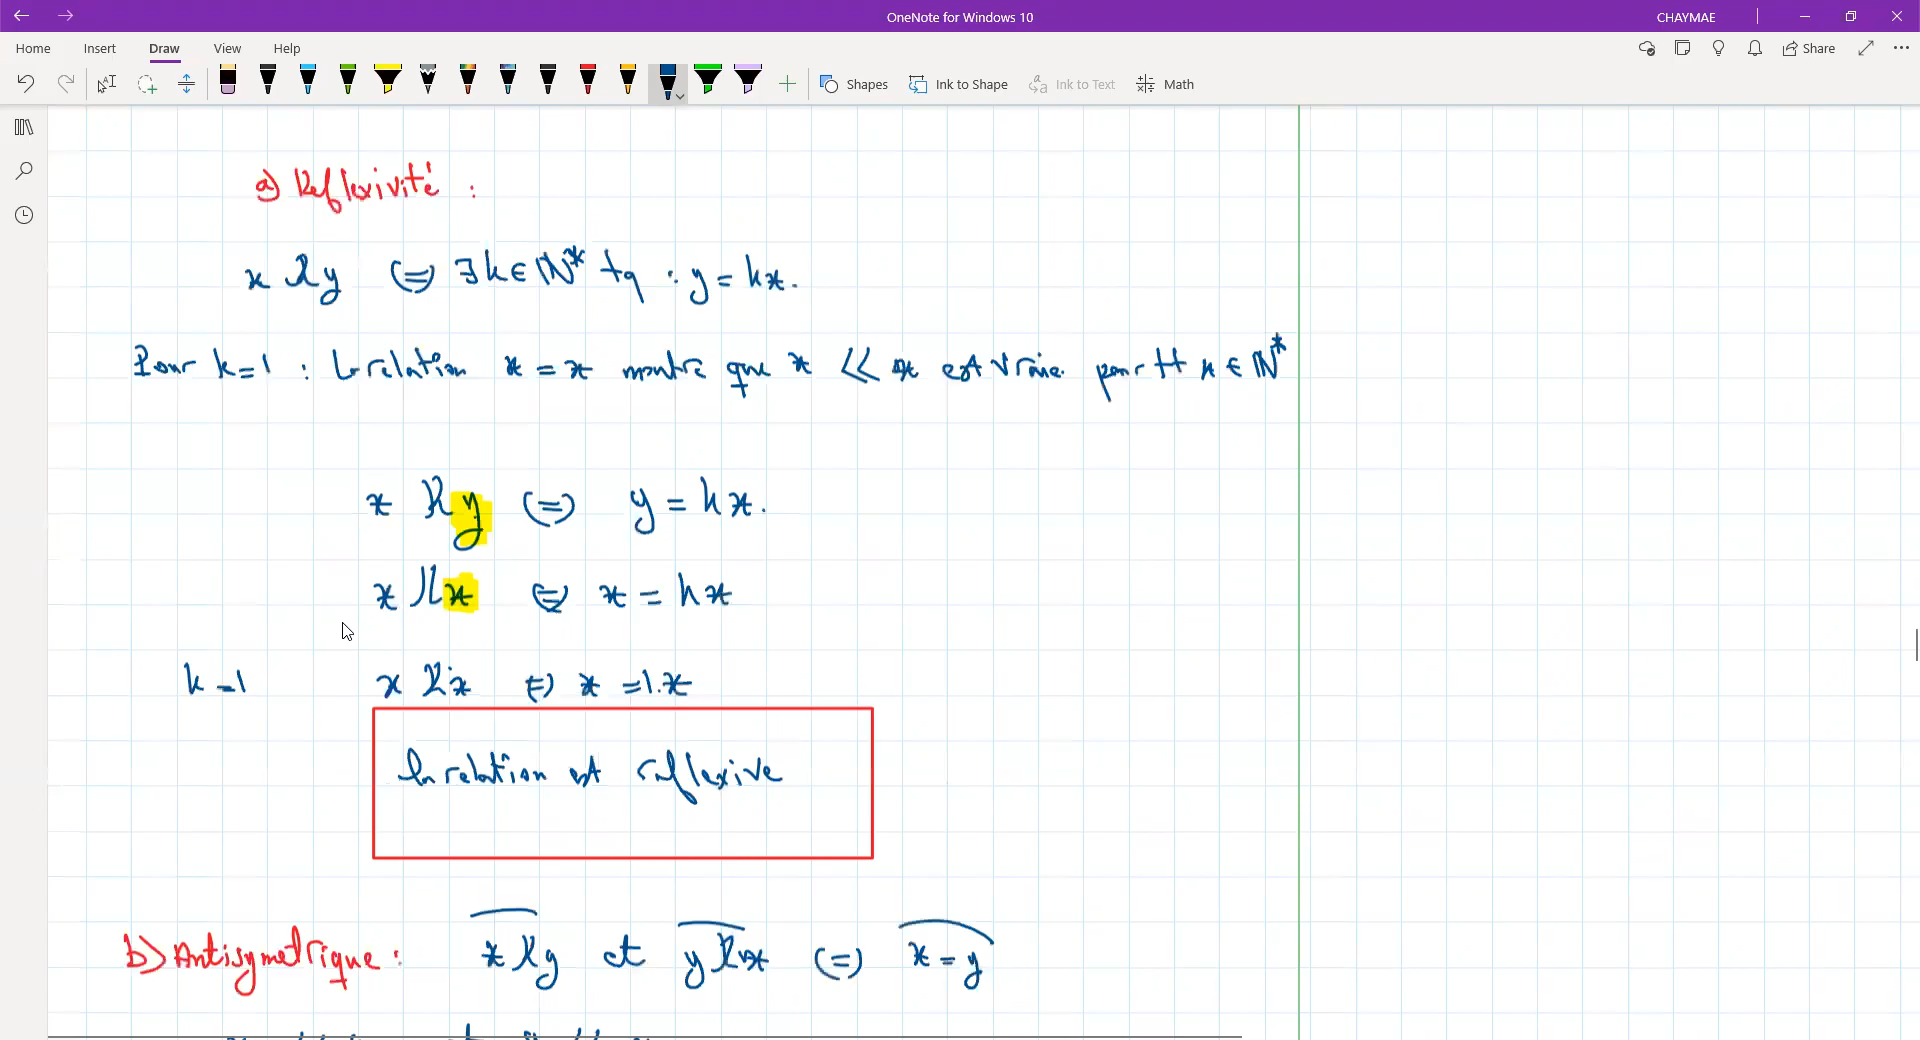 OneNote for Windows 10
CHAYMAE
Home Insert Draw View Help
Share
Shapes Ink to Shape Ink to Text Math
a) Reflexivité :
x R y ⇔ ∃ k ∈ ℕ* tq : y = kx.
Pour k=1 : la relation x = x montre que x R x est vraie pour tt x ∈ ℕ*
x R y ⇔ y = kx.
x R x ⇔ x = kx
k = 1 x R x ⇔ x = 1.x
la relation est réflexive
b) Antisymetrique : x R y et y R x ⇔ x = y